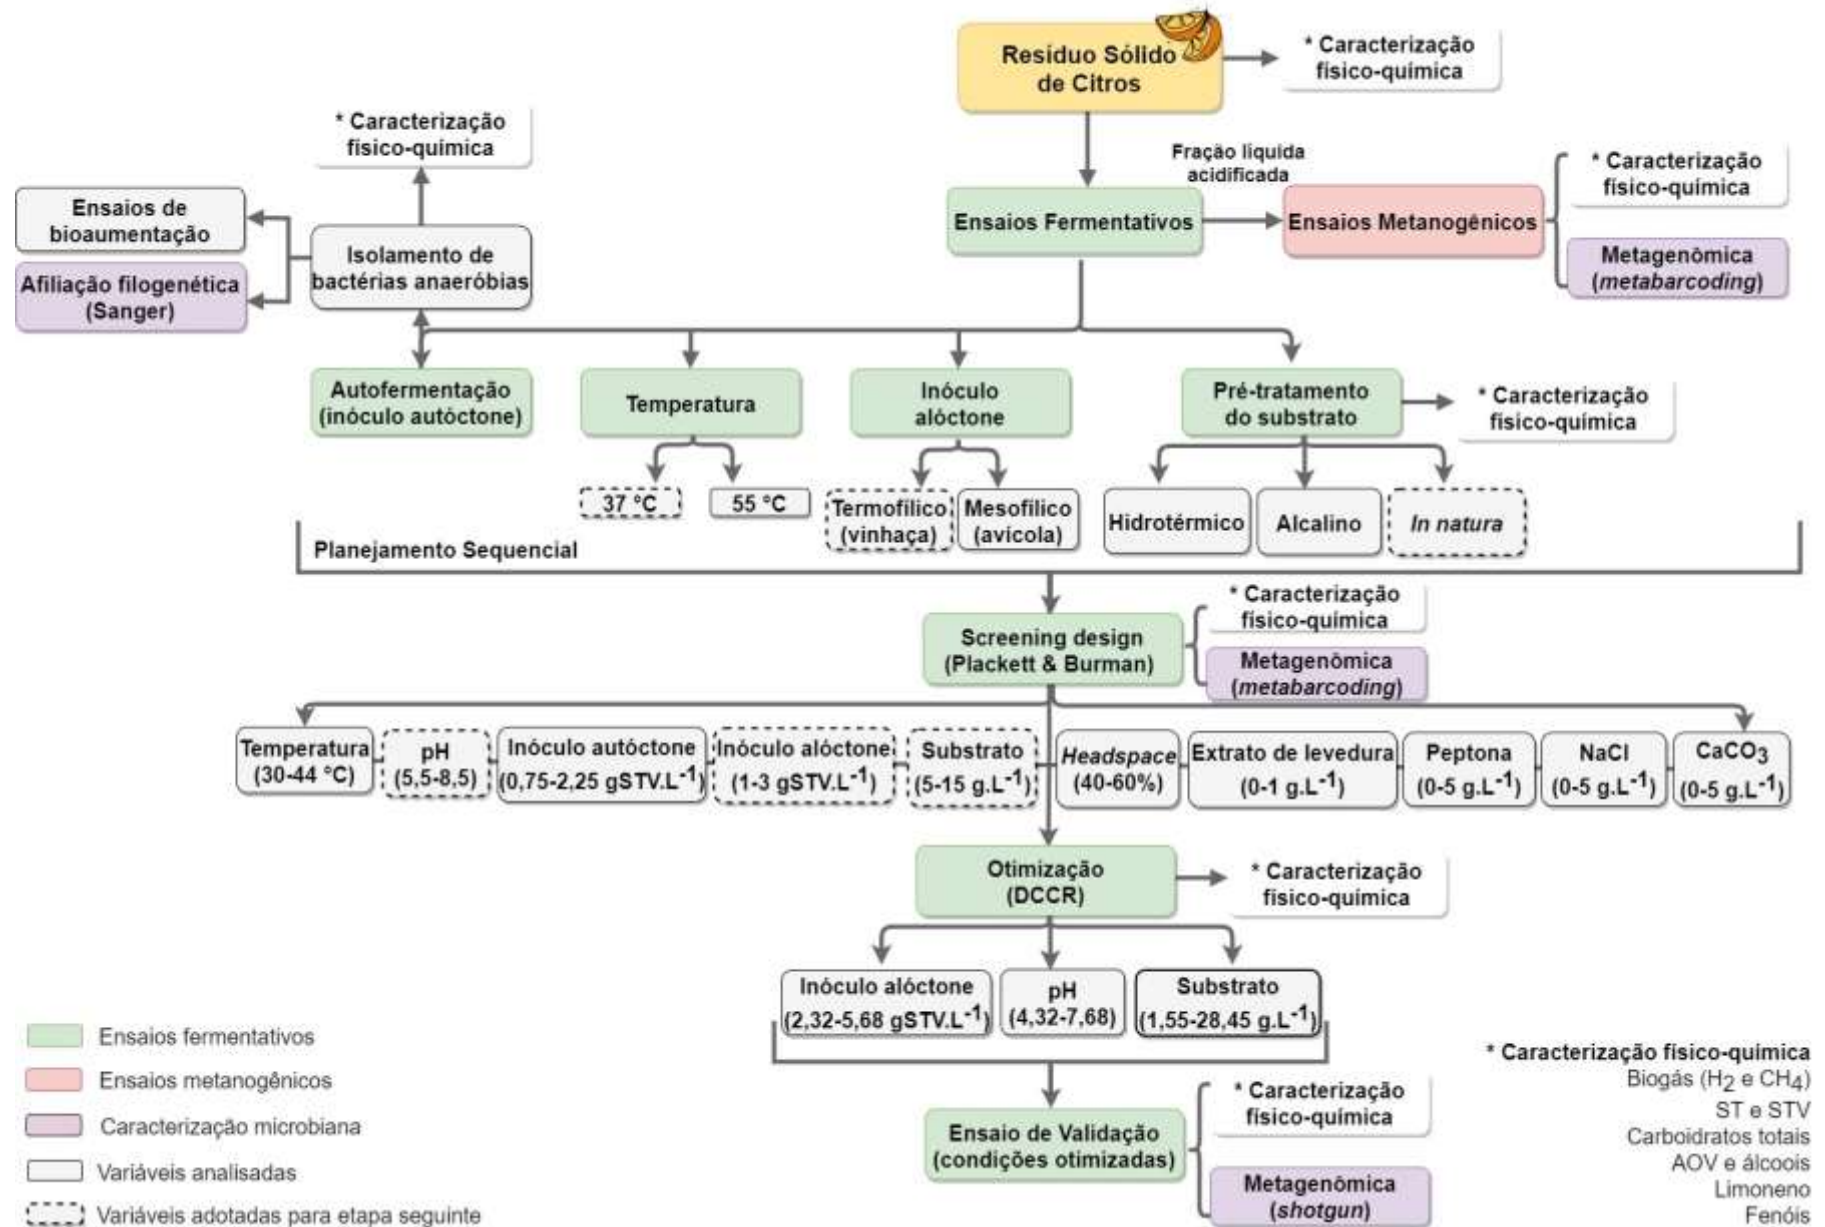 Resíduo Sólido
de Citros
* Caracterização
físico-química
* Caracterização
físico-química
Fração líquida
acidificada
Ensaios Fermentativos
Ensaios Metanogênicos
* Caracterização
físico-química
Metagenômica
(metabarcoding)
Ensaios de
bioaumentação
Afiliação filogenética
(Sanger)
Isolamento de
bactérias anaeróbias
Autofermentação
(inóculo autóctone)
Temperatura
Inóculo
alóctone
Pré-tratamento
do substrato
* Caracterização
físico-química
37 °C
55 °C
Termofílico
(vinhaça)
Mesofílico
(avícola)
Hidrotérmico
Alcalino
In natura
Planejamento Sequencial
Screening design
(Plackett & Burman)
* Caracterização
físico-química
Metagenômica
(metabarcoding)
Temperatura
(30-44 °C)
pH
(5,5-8,5)
Inóculo autóctone
(0,75-2,25 gSTV.L⁻¹)
Inóculo alóctone
(1-3 gSTV.L⁻¹)
Substrato
(5-15 g.L⁻¹)
Headspace
(40-60%)
Extrato de levedura
(0-1 g.L⁻¹)
Peptona
(0-5 g.L⁻¹)
NaCl
(0-5 g.L⁻¹)
CaCO₃
(0-5 g.L⁻¹)
Otimização
(DCCR)
* Caracterização
físico-química
Inóculo alóctone
(2,32-5,68 gSTV.L⁻¹)
pH
(4,32-7,68)
Substrato
(1,55-28,45 g.L⁻¹)
Ensaio de Validação
(condições otimizadas)
* Caracterização
físico-química
Metagenômica
(shotgun)
Ensaios fermentativos
Ensaios metanogênicos
Caracterização microbiana
Variáveis analisadas
Variáveis adotadas para etapa seguinte
* Caracterização físico-química
Biogás (H₂ e CH₄)
ST e STV
Carboidratos totais
AOV e álcoois
Limoneno
Fenóis